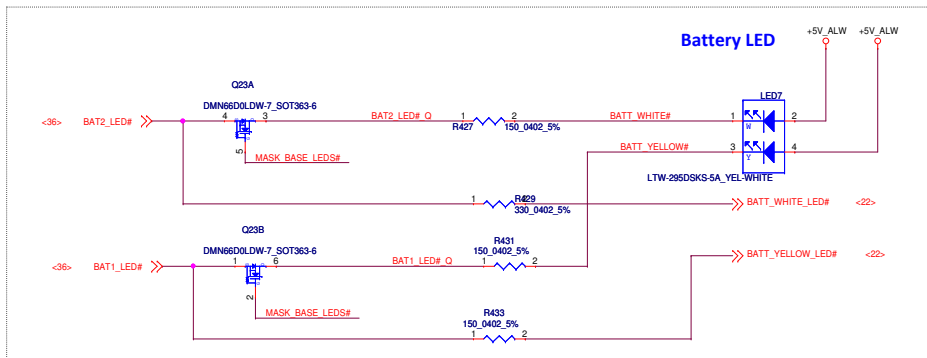 Battery LED
+5V_ALW
+5V_ALW
Q23A
DMN66D0LDW-7_SOT363-6
LED7
<36>
BAT2_LED#
4
3
BAT2_LED#_Q
1
2
R427
150_0402_5%
BATT_WHITE#
1
W
2
5
MASK_BASE_LEDS#
BATT_YELLOW#
3
Y
4
LTW-295DSKS-5A_YEL-WHITE
1
2
R429
330_0402_5%
BATT_WHITE_LED#
<22>
Q23B
DMN66D0LDW-7_SOT363-6
R431
150_0402_5%
BATT_YELLOW_LED#
<22>
<36>
BAT1_LED#
1
6
BAT1_LED#_Q
1
2
2
MASK_BASE_LEDS#
R433
150_0402_5%
1
2